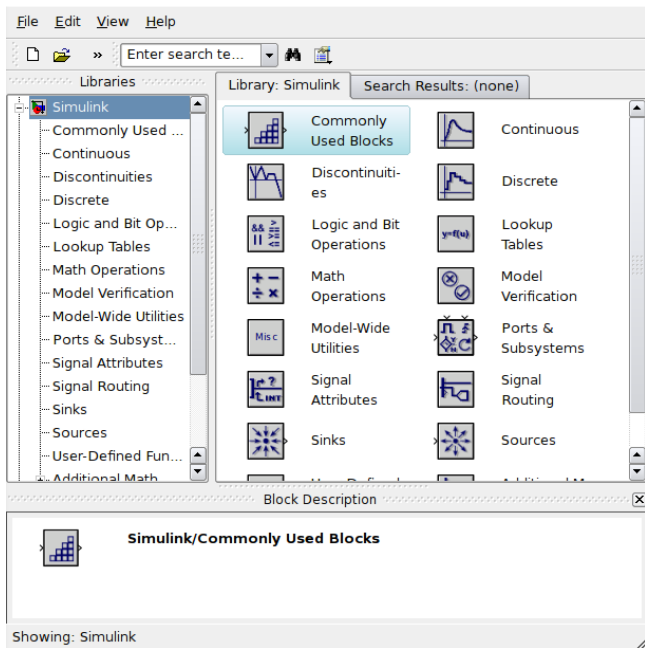 File Edit View Help
» Enter search te...
Libraries
Library: Simulink Search Results: (none)
Simulink
Commonly Used ...
Continuous
Discontinuities
Discrete
Logic and Bit Op...
Lookup Tables
Math Operations
Model Verification
Model-Wide Utilities
Ports & Subsyst...
Signal Attributes
Signal Routing
Sinks
Sources
User-Defined Fun...
Additional Math
Commonly
Used Blocks
Continuous
Discontinuiti-
es
Discrete
&& >
|| >=
<=
Logic and Bit
Operations
y=f(u)
Lookup
Tables
+ −
÷ ×
Math
Operations
Model
Verification
Misc
Model-Wide
Utilities
Ports &
Subsystems
?
INT
Signal
Attributes
Signal
Routing
Sinks
Sources
Block Description
Simulink/Commonly Used Blocks
Showing: Simulink